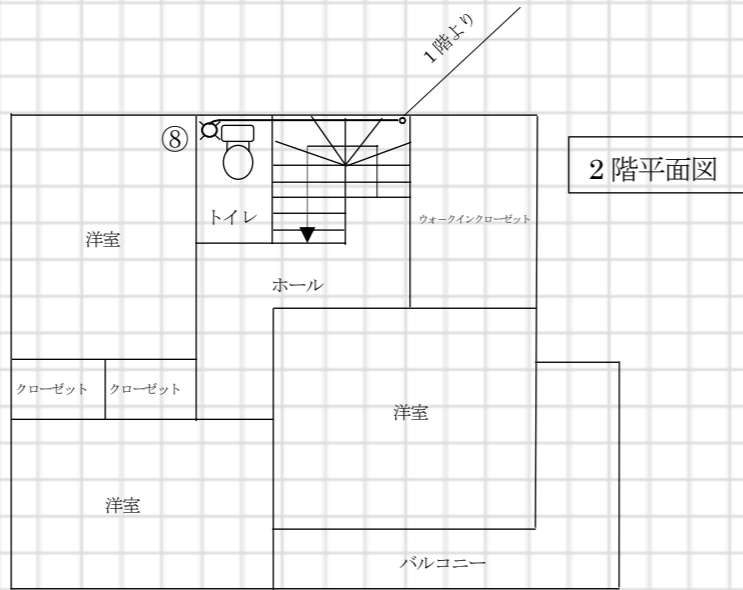 1階より
⑧
2階平面図
トイレ
ウォークインクローゼット
洋室
ホール
クローゼット
クローゼット
洋室
洋室
バルコニー